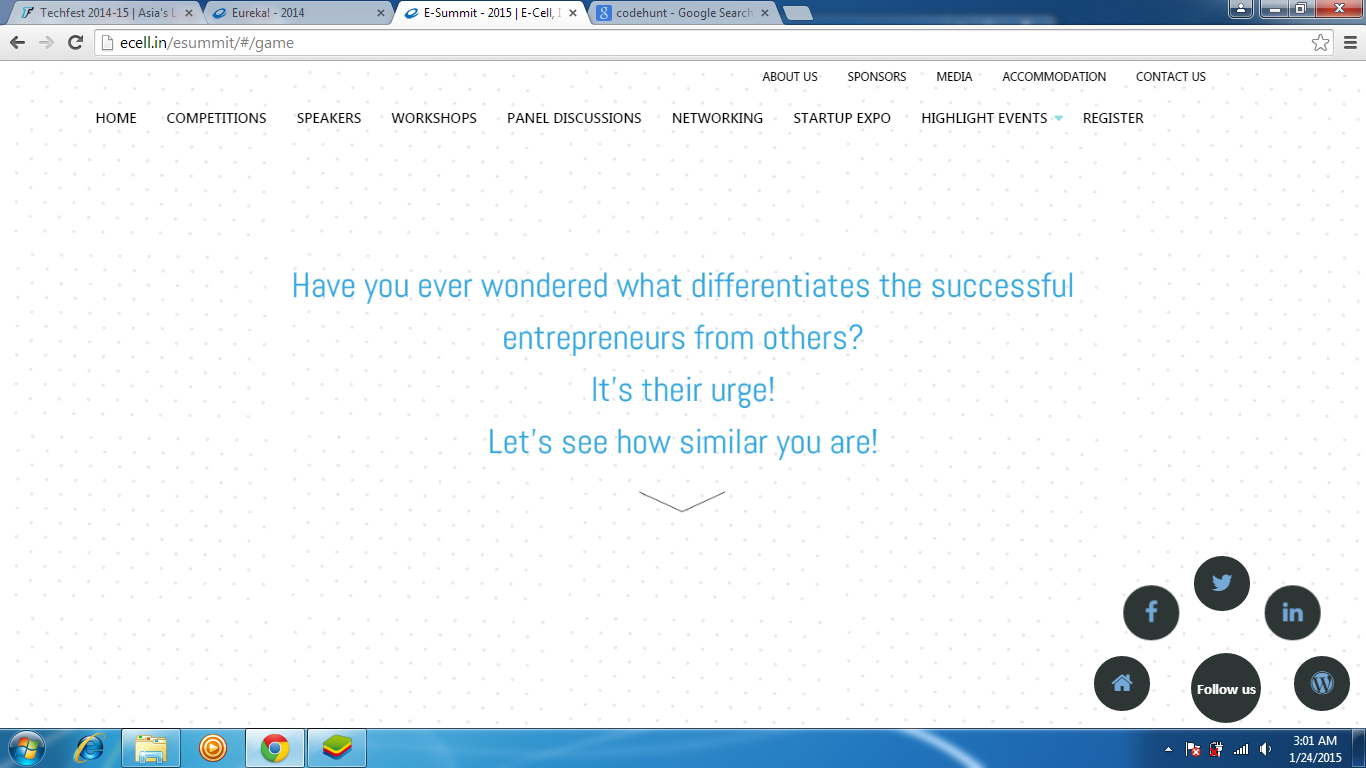 Techfest 2014-15 | Asia's L
Eureka! - 2014
E-Summit - 2015 | E-Cell, I
codehunt - Google Search
ecell.in/esummit/#/game
ABOUT US SPONSORS MEDIA ACCOMMODATION CONTACT US
HOME COMPETITIONS SPEAKERS WORKSHOPS PANEL DISCUSSIONS NETWORKING STARTUP EXPO HIGHLIGHT EVENTS REGISTER
Have you ever wondered what differentiates the successful
entrepreneurs from others?
It's their urge!
Let's see how similar you are!
Follow us
3:01 AM
1/24/2015